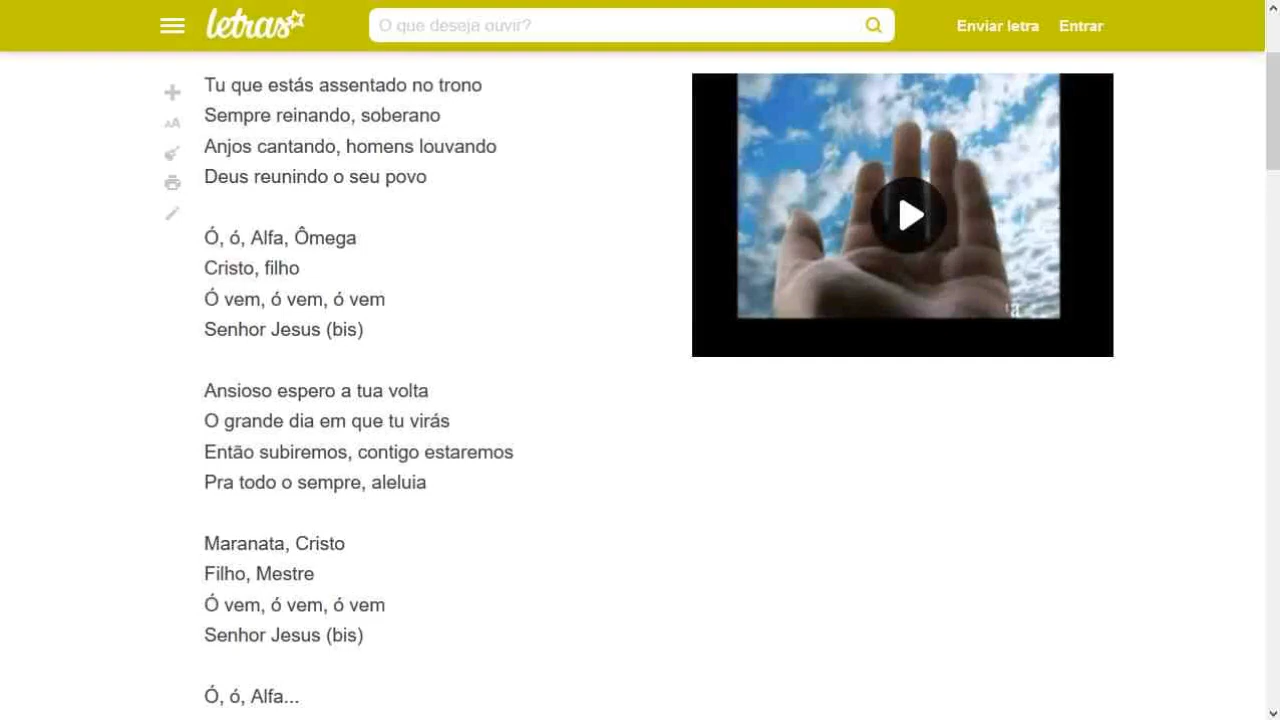 letras
O que deseja ouvir?
Enviar letra
Entrar
Tu que estás assentado no trono
Sempre reinando, soberano
Anjos cantando, homens louvando
Deus reunindo o seu povo
Ó, ó, Alfa, Ômega
Cristo, filho
Ó vem, ó vem, ó vem
Senhor Jesus (bis)
Ansioso espero a tua volta
O grande dia em que tu virás
Então subiremos, contigo estaremos
Pra todo o sempre, aleluia
Maranata, Cristo
Filho, Mestre
Ó vem, ó vem, ó vem
Senhor Jesus (bis)
Ó, ó, Alfa...